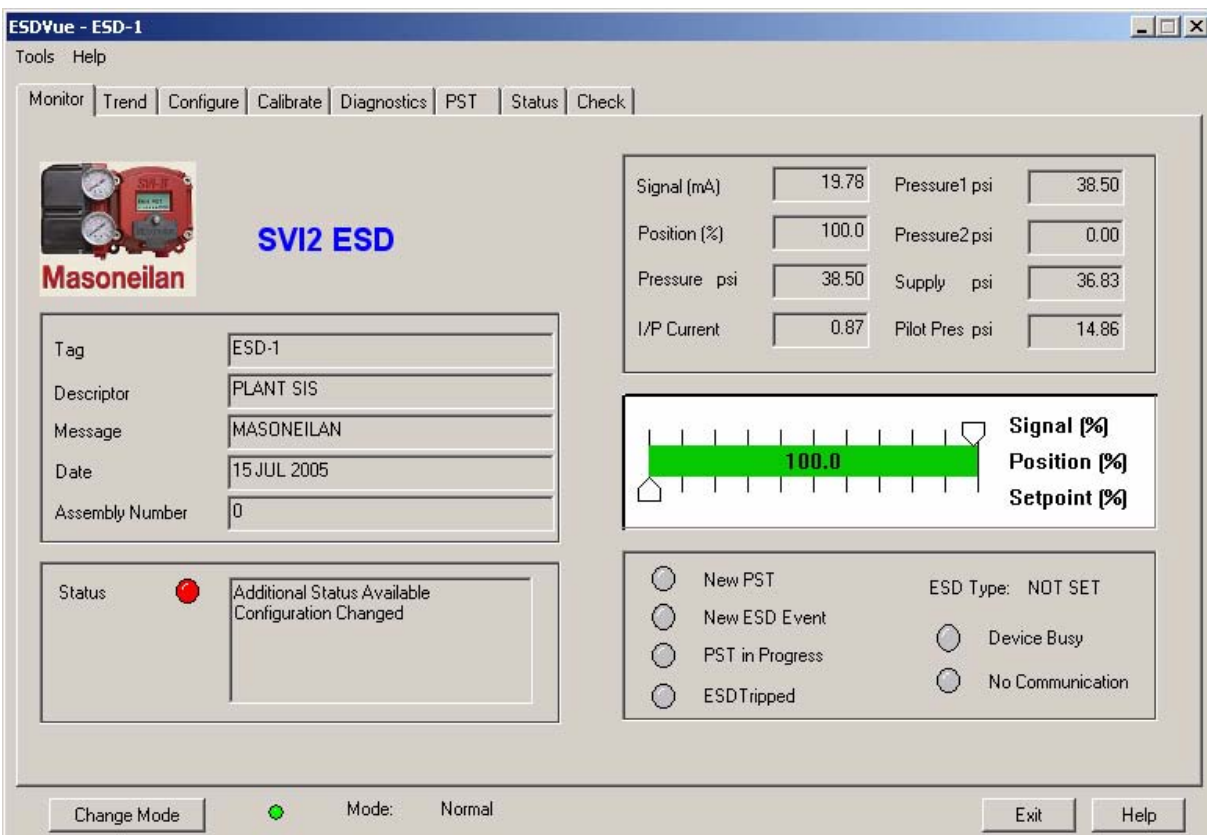 ESDVue - ESD-1
Tools Help
Monitor Trend Configure Calibrate Diagnostics PST Status Check
SVI-II
Masoneilan
SVI2 ESD
Tag ESD-1
Descriptor PLANT SIS
Message MASONEILAN
Date 15 JUL 2005
Assembly Number 0
Status Additional Status Available
Configuration Changed
Signal (mA) 19.78 Pressure1 psi 38.50
Position (%) 100.0 Pressure2 psi 0.00
Pressure psi 38.50 Supply psi 36.83
I/P Current 0.87 Pilot Pres psi 14.86
100.0
Signal (%)
Position (%)
Setpoint (%)
New PST
New ESD Event
PST in Progress
ESDTripped
ESD Type: NOT SET
Device Busy
No Communication
Change Mode Mode: Normal Exit Help